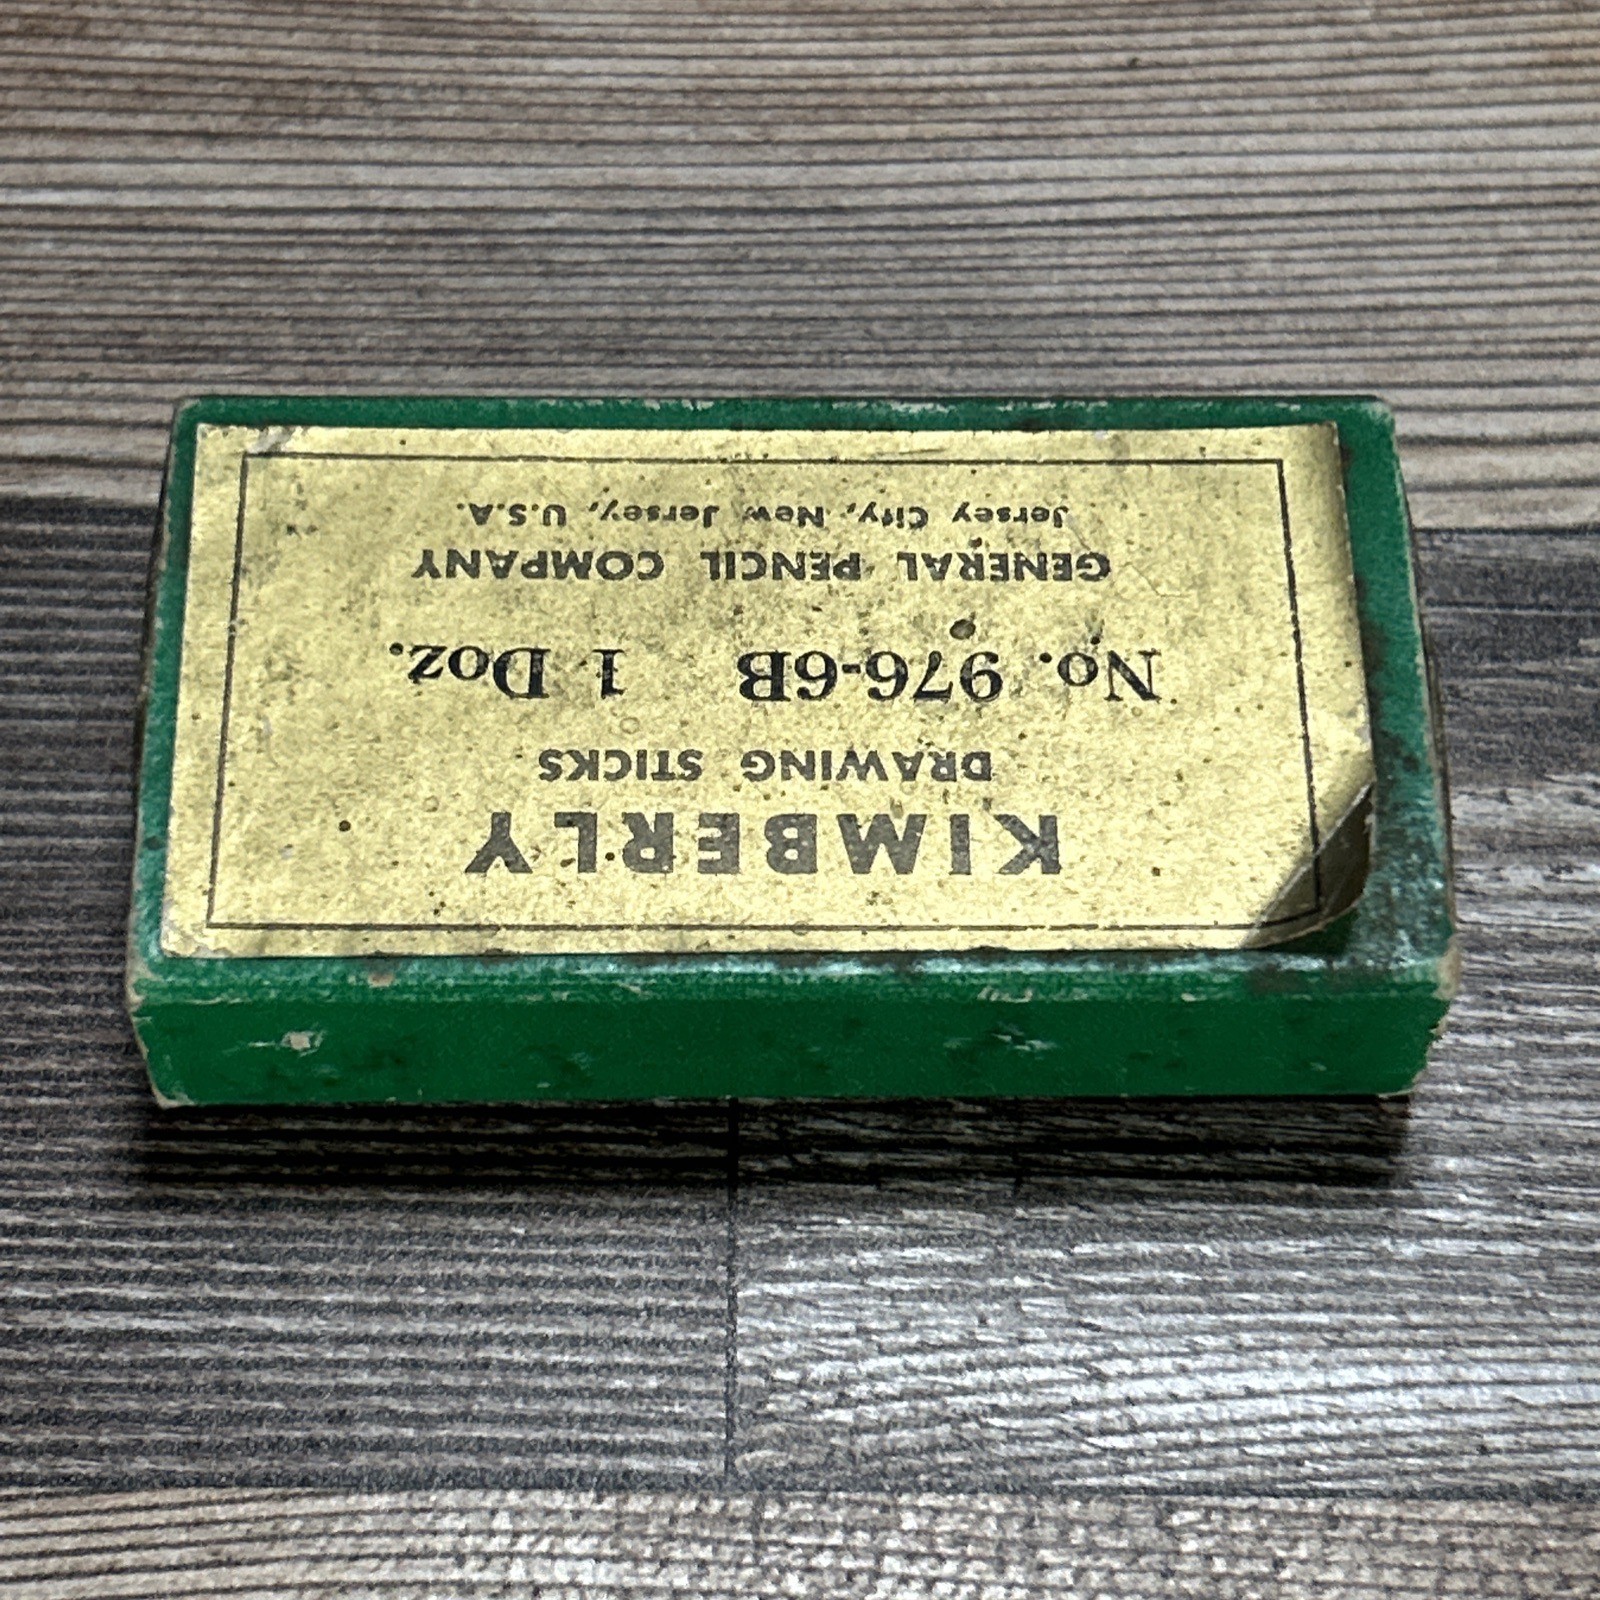 KIMBERLY
DRAWING STICKS
No. 976-6B 1 Doz.
GENERAL PENCIL COMPANY
Jersey City, New Jersey, U.S.A.